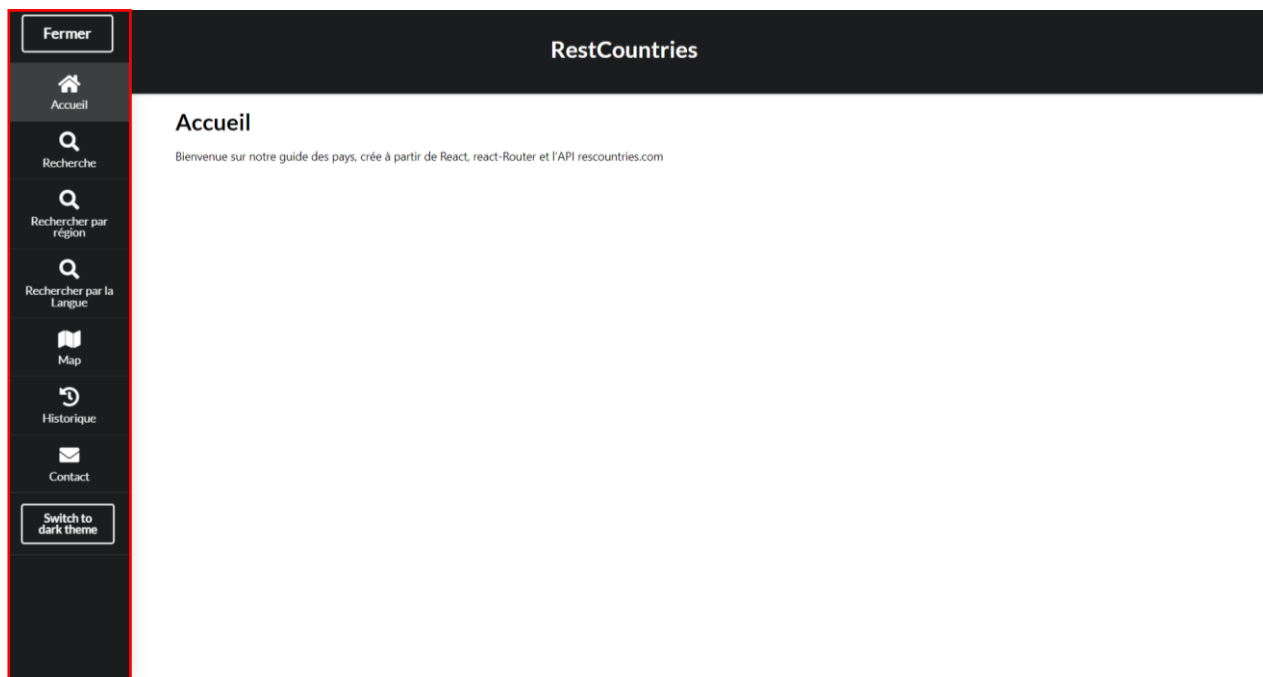 Fermer
RestCountries
Accueil
Recherche
Rechercher par
région
Rechercher par la
Langue
Map
Historique
Contact
Switch to
dark theme
Accueil
Bienvenue sur notre guide des pays, crée à partir de React, react-Router et l'API rescountries.com